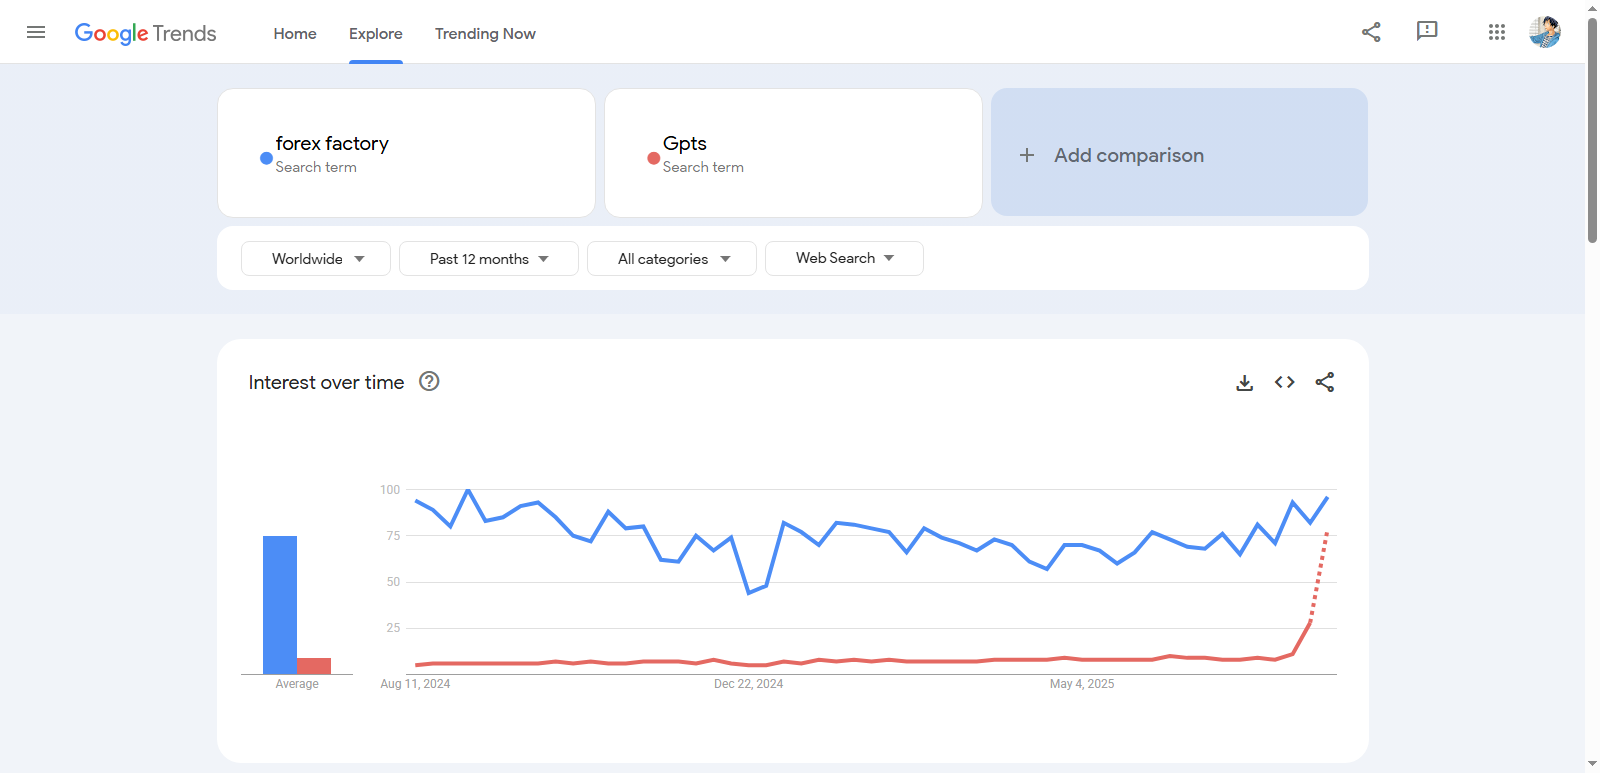 Google Trends Home Explore Trending Now
forex factory
Search term
Gpts
Search term
+ Add comparison
Worldwide Past 12 months All categories Web Search
Interest over time ?
100
75
50
25
Average
Aug 11, 2024 Dec 22, 2024 May 4, 2025